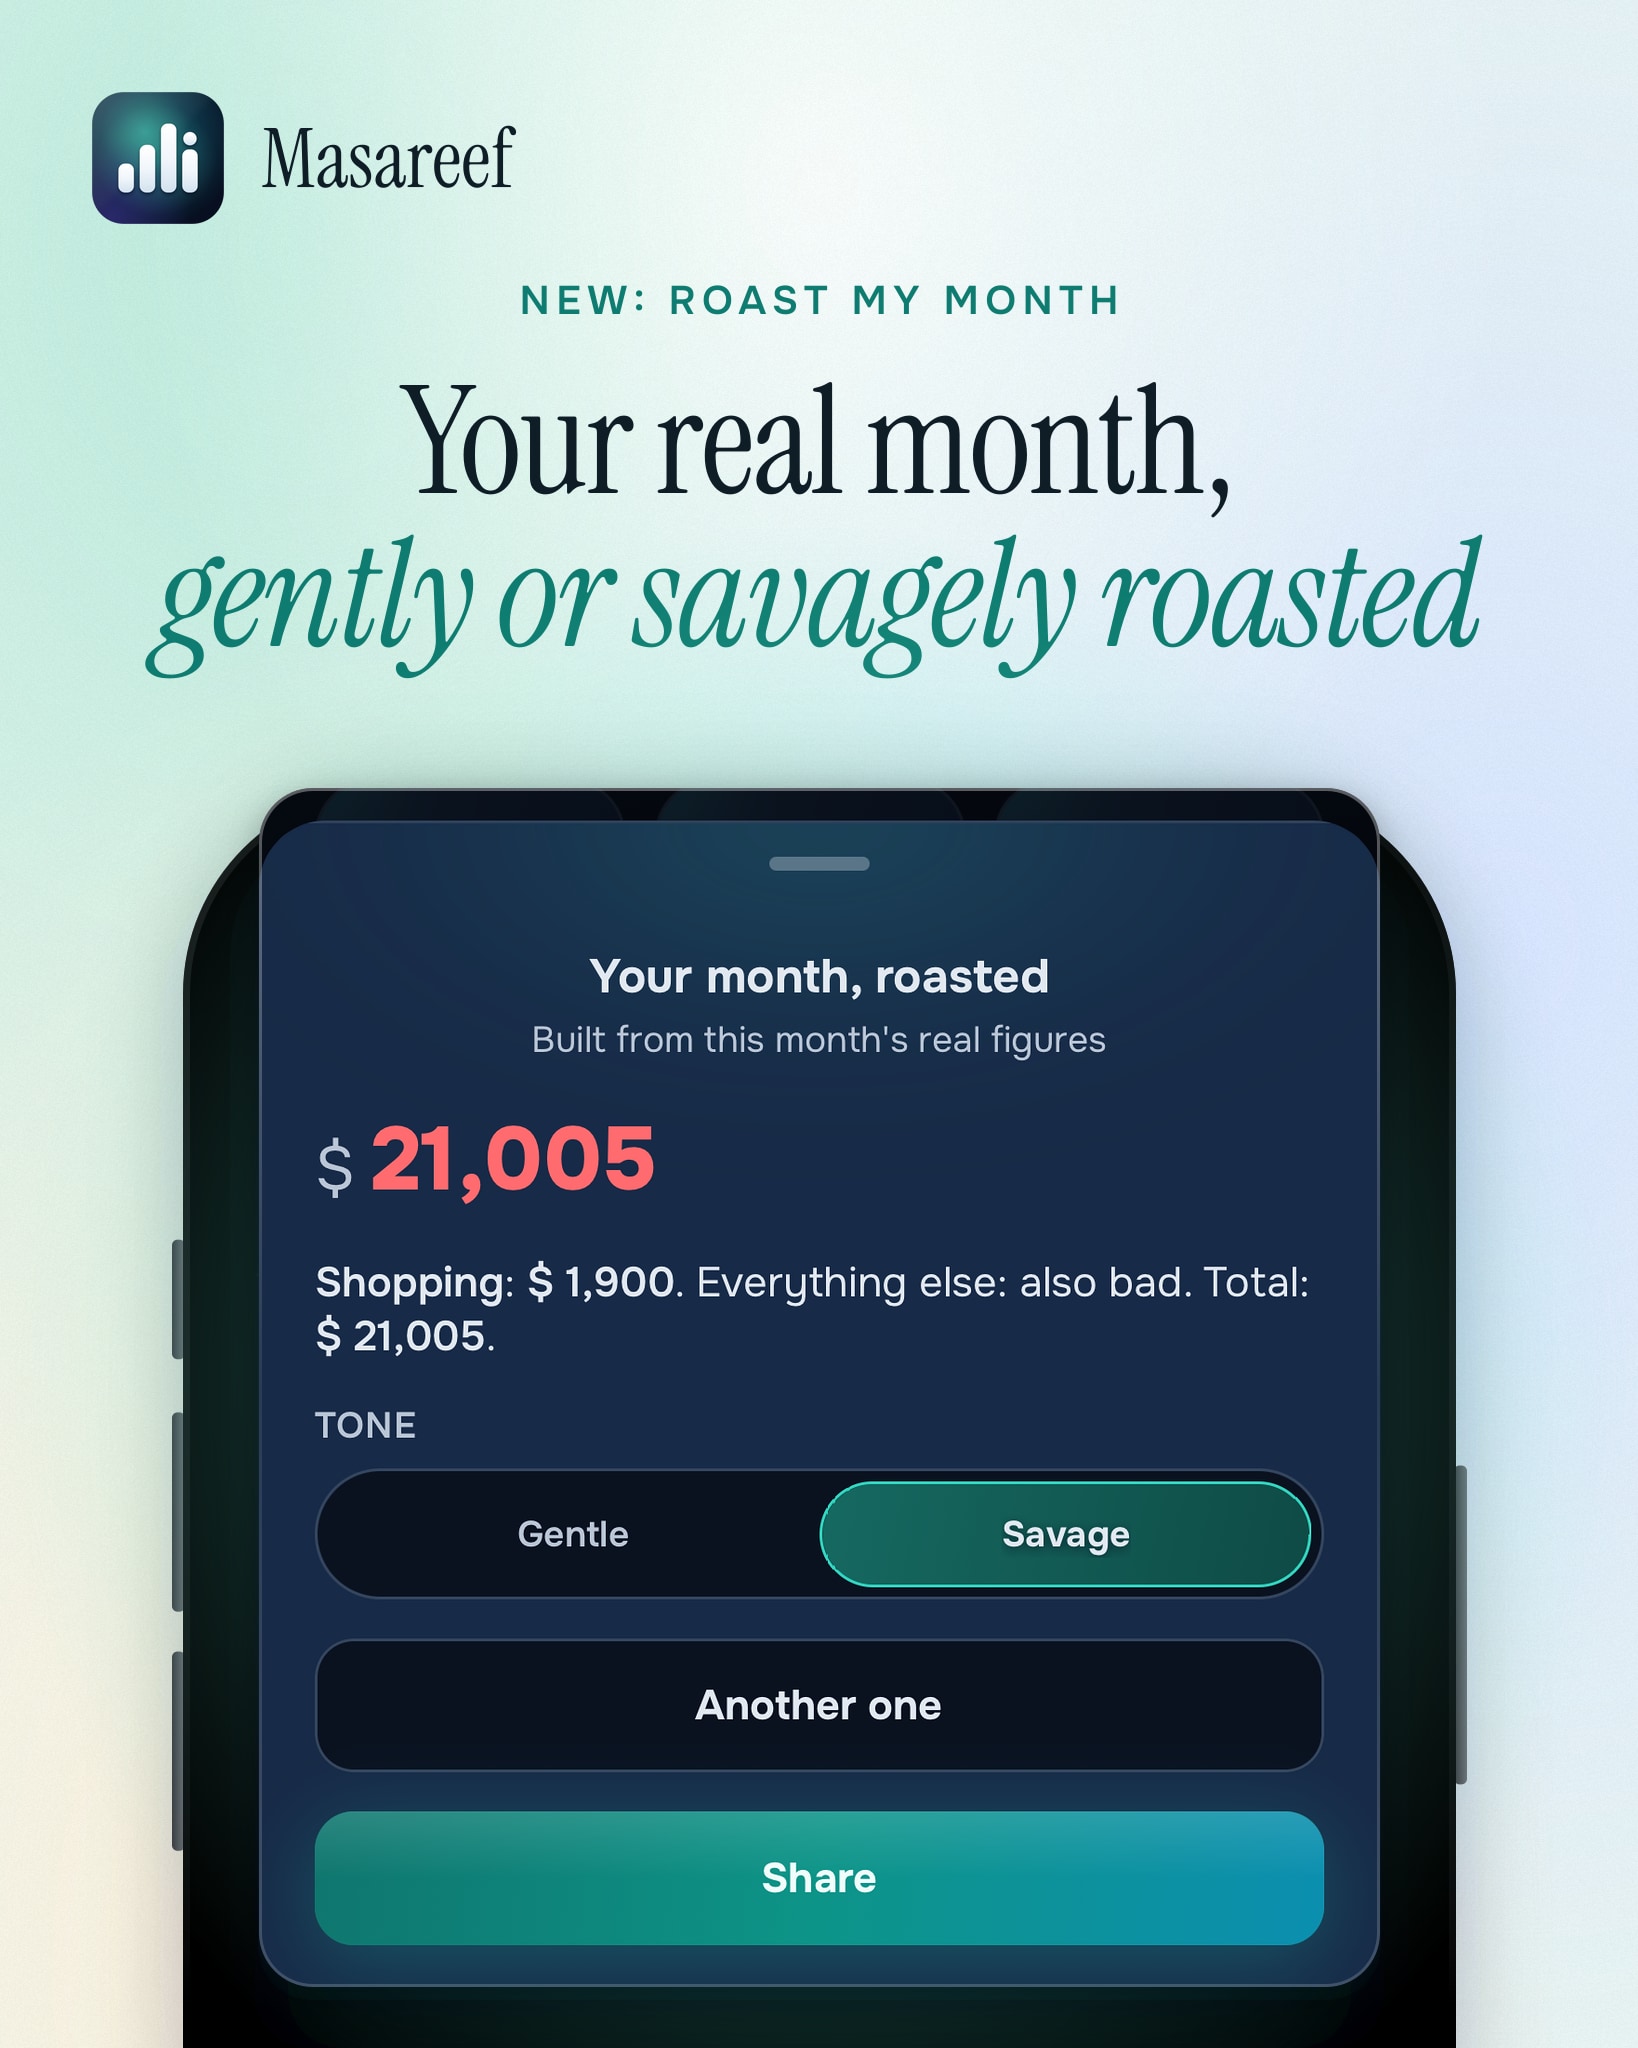 Masareef
NEW: ROAST MY MONTH
Your real month,
gently or savagely roasted
Your month, roasted
Built from this month's real figures
$ 21,005
Shopping: $ 1,900. Everything else: also bad. Total:
$ 21,005.
TONE
Gentle Savage
Another one
Share